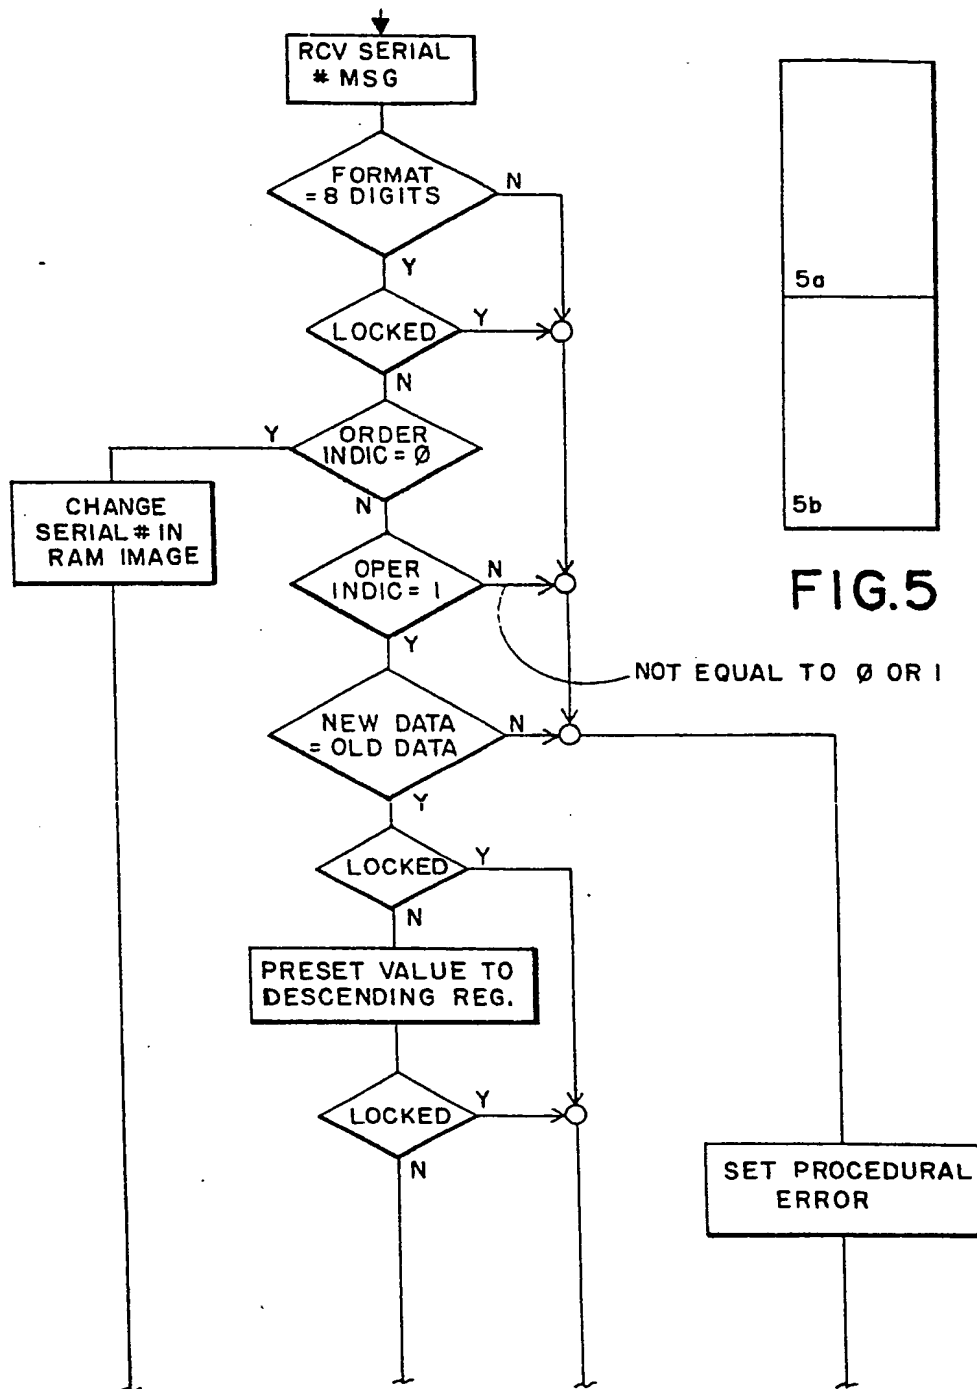 RCV SERIAL
# MSG
FORMAT
= 8 DIGITS
N
Y
LOCKED
Y
N
ORDER
INDIC = Ø
Y
N
CHANGE
SERIAL # IN
RAM IMAGE
OPER
INDIC = 1
N
Y
NOT EQUAL TO Ø OR 1
NEW DATA
= OLD DATA
N
Y
LOCKED
Y
N
PRESET VALUE TO
DESCENDING REG.
LOCKED
Y
N
SET PROCEDURAL
ERROR
5a
5b
FIG.5